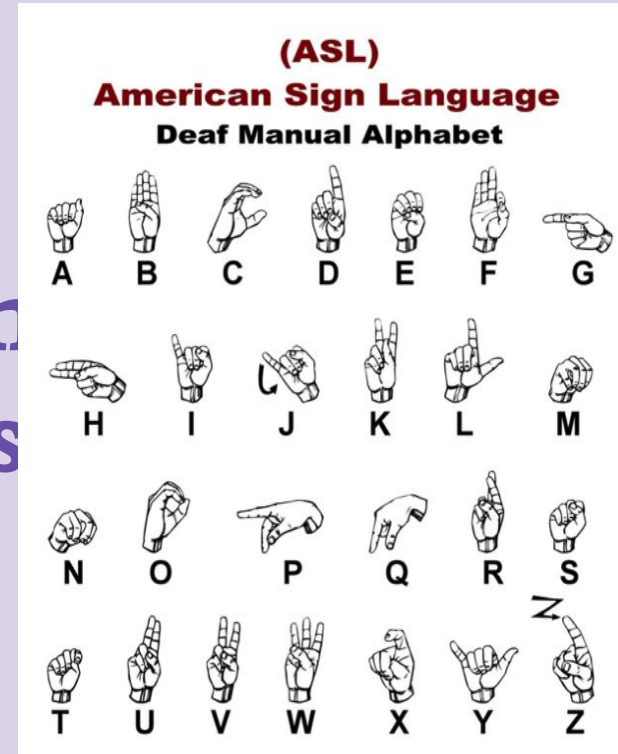 (ASL)
American Sign Language
Deaf Manual Alphabet
A B C D E F G
H I J K L M
N O P Q R S
T U V W X Y Z